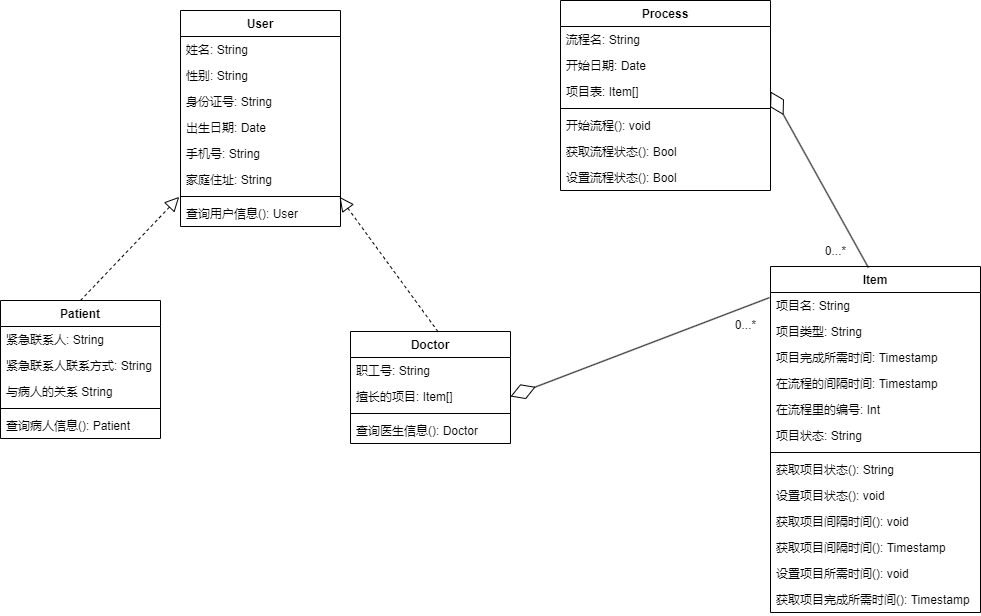 User
姓名: String
性别: String
身份证号: String
出生日期: Date
手机号: String
家庭住址: String
查询用户信息(): User
Process
流程名: String
开始日期: Date
项目表: Item[]
开始流程(): void
获取流程状态(): Bool
设置流程状态(): Bool
Patient
紧急联系人: String
紧急联系人联系方式: String
与病人的关系 String
查询病人信息(): Patient
Doctor
职工号: String
擅长的项目: Item[]
查询医生信息(): Doctor
0...*
0...*
Item
项目名: String
项目类型: String
项目完成所需时间: Timestamp
在流程的间隔时间: Timestamp
在流程里的编号: Int
项目状态: String
获取项目状态(): String
设置项目状态(): void
获取项目间隔时间(): void
获取项目间隔时间(): Timestamp
设置项目所需时间(): void
获取项目完成所需时间(): Timestamp